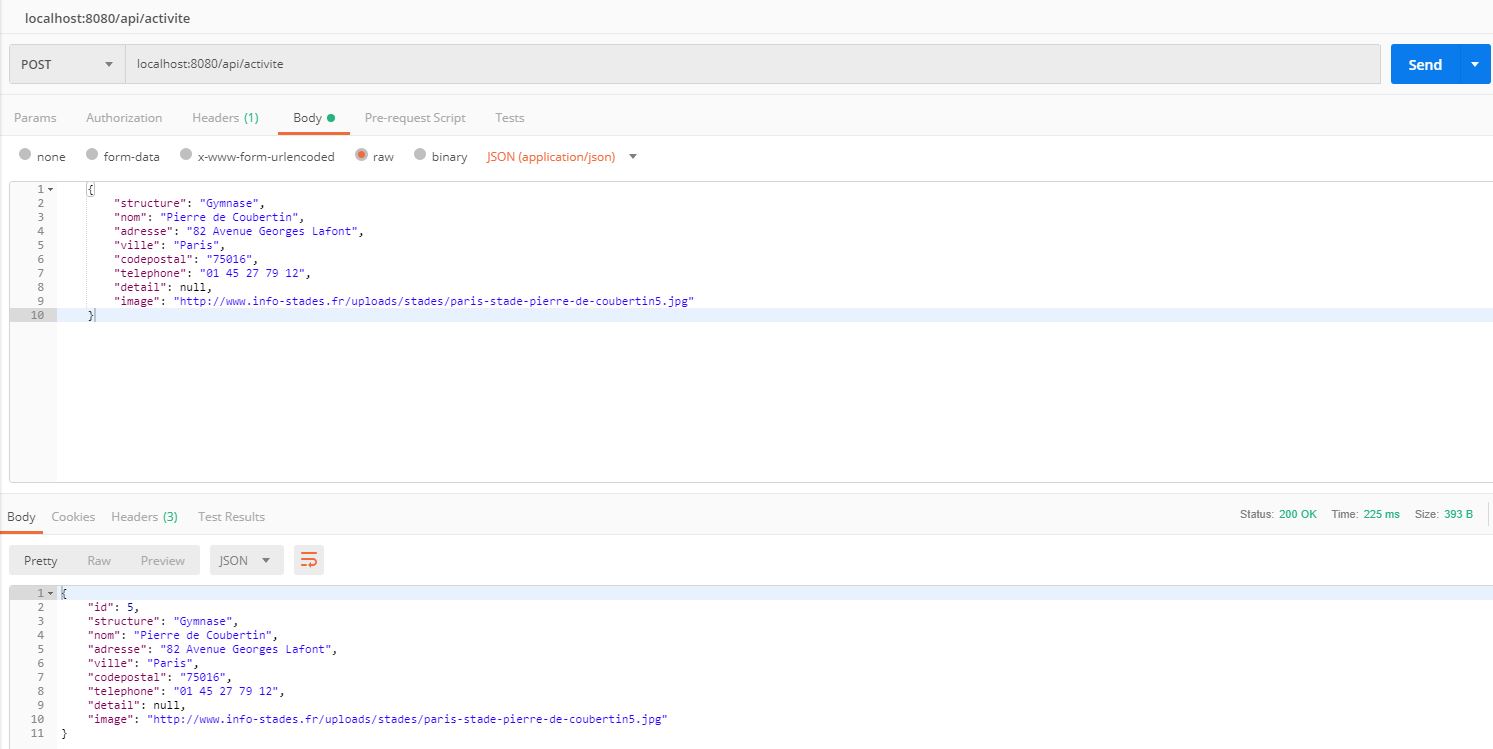 localhost:8080/api/activite
POST localhost:8080/api/activite Send
Params Authorization Headers (1) Body Pre-request Script Tests
none form-data x-www-form-urlencoded raw binary JSON (application/json)
1 {
2 "structure": "Gymnase",
3 "nom": "Pierre de Coubertin",
4 "adresse": "82 Avenue Georges Lafont",
5 "ville": "Paris",
6 "codepostal": "75016",
7 "telephone": "01 45 27 79 12",
8 "detail": null,
9 "image": "http://www.info-stades.fr/uploads/stades/paris-stade-pierre-de-coubertin5.jpg"
10 }
Body Cookies Headers (3) Test Results Status: 200 OK Time: 225 ms Size: 393 B
Pretty Raw Preview JSON
1 {
2 "id": 5,
3 "structure": "Gymnase",
4 "nom": "Pierre de Coubertin",
5 "adresse": "82 Avenue Georges Lafont",
6 "ville": "Paris",
7 "codepostal": "75016",
8 "telephone": "01 45 27 79 12",
9 "detail": null,
10 "image": "http://www.info-stades.fr/uploads/stades/paris-stade-pierre-de-coubertin5.jpg"
11 }